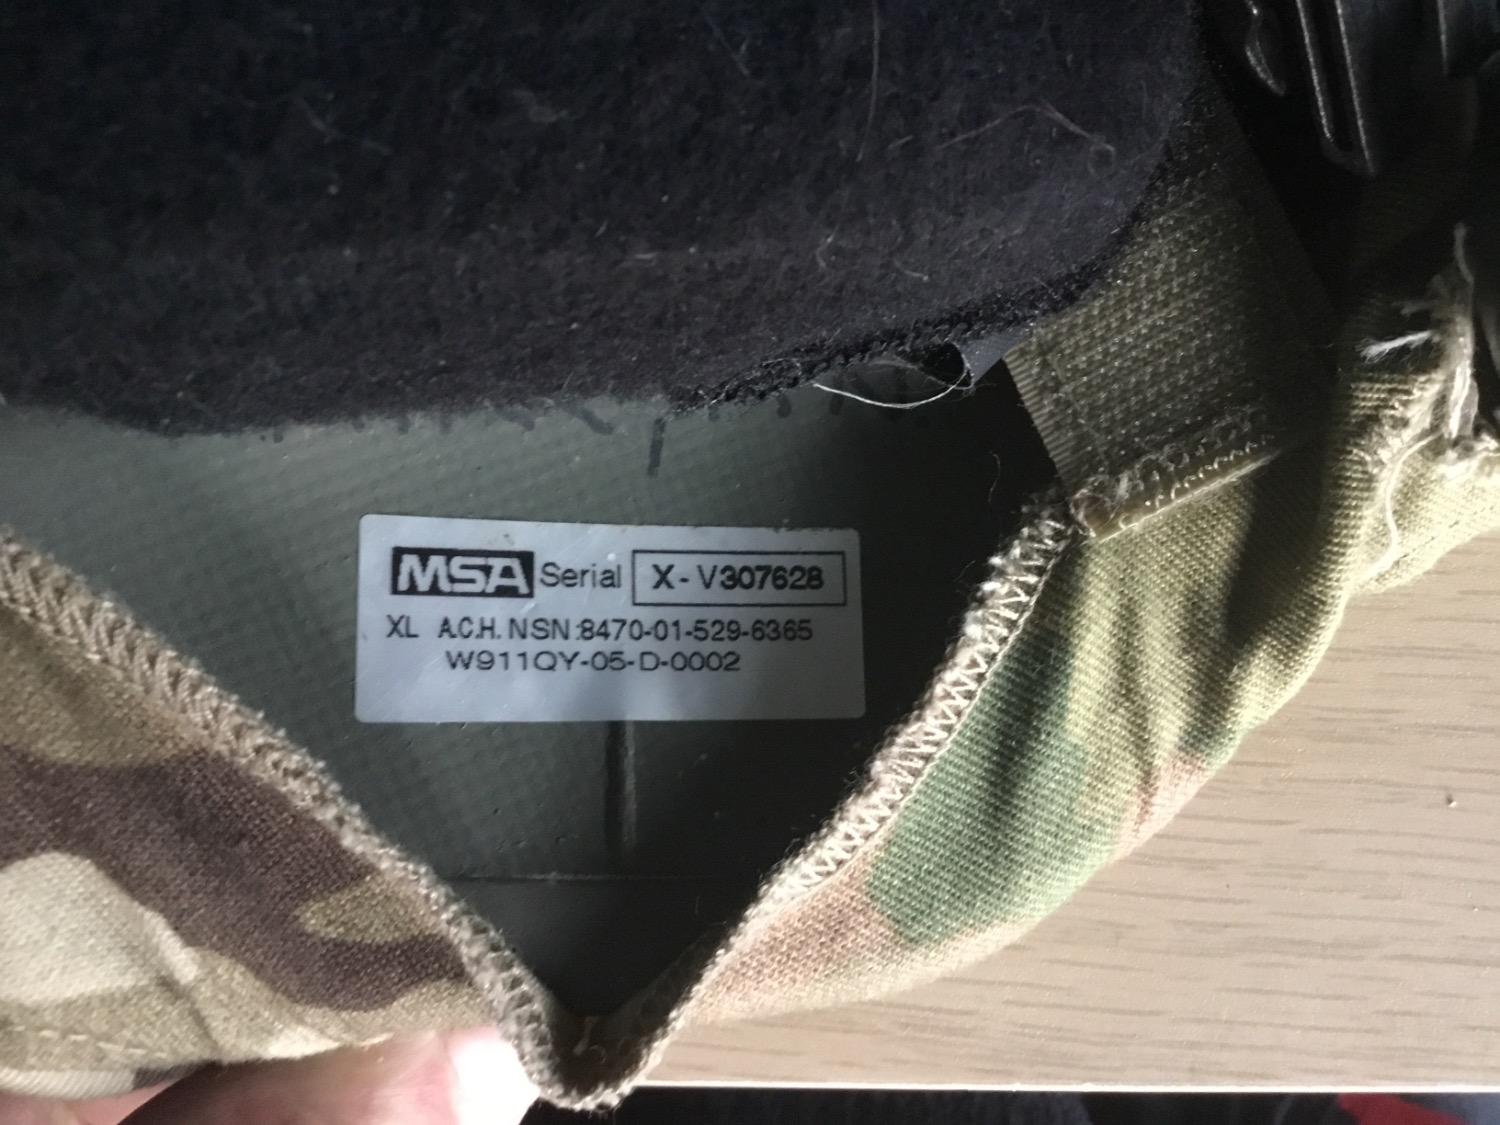 MSA Serial X-V307628
XL A.C.H. NSN:8470-01-529-6365
W911QY-05-D-0002